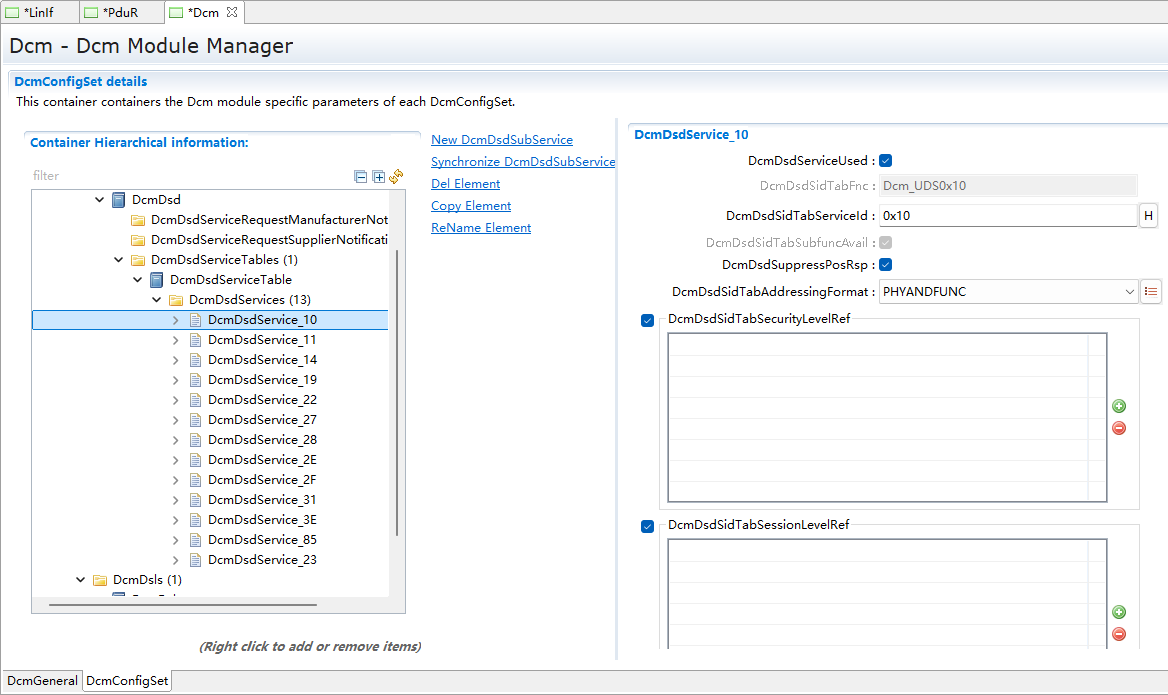 *LinIf
*PduR
*Dcm
Dcm - Dcm Module Manager
DcmConfigSet details
This container containers the Dcm module specific parameters of each DcmConfigSet.
Container Hierarchical information:
filter
DcmDsd
DcmDsdServiceRequestManufacturerNot
DcmDsdServiceRequestSupplierNotificati
DcmDsdServiceTables (1)
DcmDsdServiceTable
DcmDsdServices (13)
DcmDsdService_10
DcmDsdService_11
DcmDsdService_14
DcmDsdService_19
DcmDsdService_22
DcmDsdService_27
DcmDsdService_28
DcmDsdService_2E
DcmDsdService_2F
DcmDsdService_31
DcmDsdService_3E
DcmDsdService_85
DcmDsdService_23
DcmDsls (1)
(Right click to add or remove items)
New DcmDsdSubService
Synchronize DcmDsdSubService
Del Element
Copy Element
ReName Element
DcmDsdService_10
DcmDsdServiceUsed :
DcmDsdSidTabFnc : Dcm_UDS0x10
DcmDsdSidTabServiceId : 0x10 H
DcmDsdSidTabSubfuncAvail :
DcmDsdSuppressPosRsp :
DcmDsdSidTabAddressingFormat : PHYANDFUNC
DcmDsdSidTabSecurityLevelRef
DcmDsdSidTabSessionLevelRef
DcmGeneral
DcmConfigSet